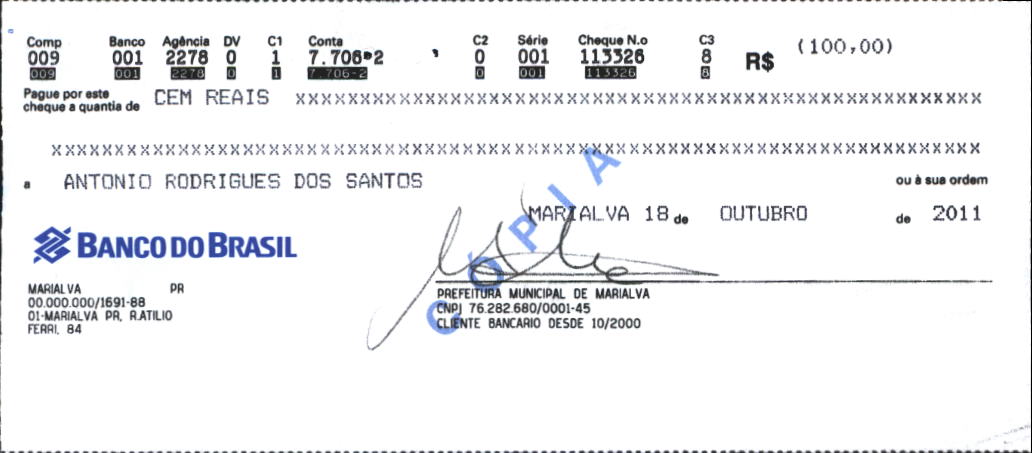 Comp Banco Agência DV C1 Conta C2 Série Cheque N.o C3
009 001 2278 0 1 7.706-2 0 001 113326 8 R$ (100,00)
009 001 2278 0 1 7.706-2 0 001 113326 8
Pague por este
cheque a quantia de CEM REAIS XXXXXXXXXXXXXXXXXXXXXXXXXXXXXXXXXXXXXXXXXXXXXXXXXXXXXXXXXXXXXXX
XXXXXXXXXXXXXXXXXXXXXXXXXXXXXXXXXXXXXXXXXXXXXXXXXXXXXXXXXXXXXXXXXXXXXXXXXXXXXXXXXXXXXX
a ANTONIO RODRIGUES DOS SANTOS ou à sua ordem
MARIALVA 18 de OUTUBRO de 2011
CÓPIA
BANCO DO BRASIL
MARIALVA PR
00.000.000/1691-88
01-MARIALVA PR, R.ATILIO
FERRI, 84
PREFEITURA MUNICIPAL DE MARIALVA
CNPJ 76.282.680/0001-45
CLIENTE BANCARIO DESDE 10/2000